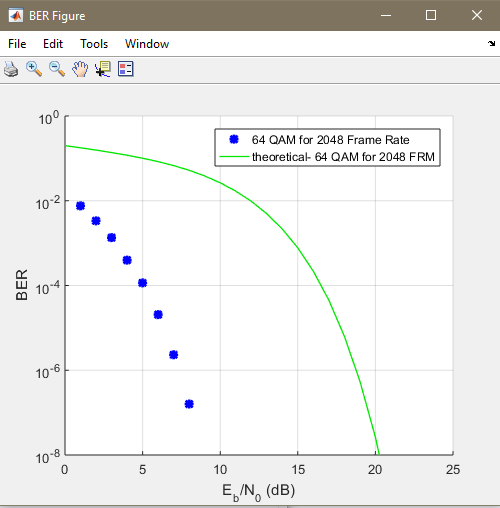 BER Figure
File Edit Tools Window
64 QAM for 2048 Frame Rate
theoretical- 64 QAM for 2048 FRM
10^0
10^-2
10^-4
10^-6
10^-8
BER
0 5 10 15 20 25
E_b/N_0 (dB)